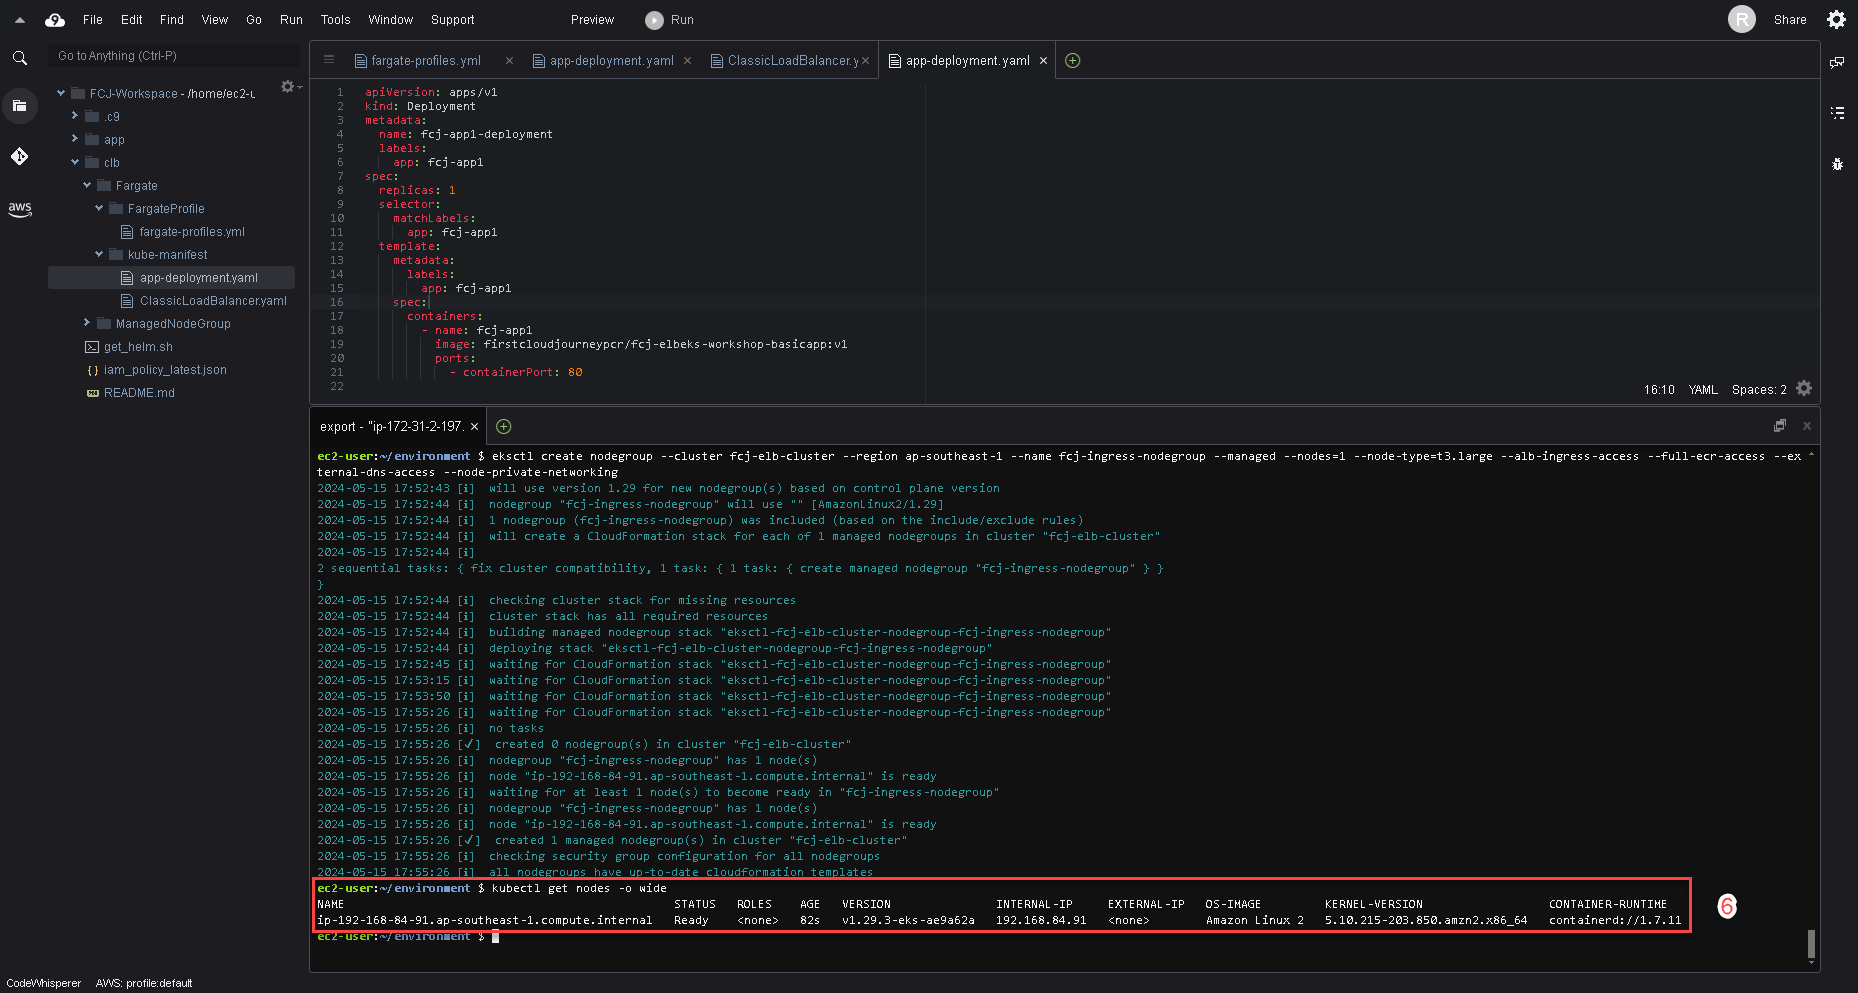 9 File Edit Find View Go Run Tools Window Support Preview Run R Share
Go to Anything (Ctrl-P)
FCJ-Workspace - /home/ec2-u
.c9
app
clb
Fargate
FargateProfile
fargate-profiles.yml
kube-manifest
app-deployment.yaml
ClassicLoadBalancer.yaml
ManagedNodeGroup
get_helm.sh
iam_policy_latest.json
README.md
aws
fargate-profiles.yml app-deployment.yaml ClassicLoadBalancer.y app-deployment.yaml
1 apiVersion: apps/v1
2 kind: Deployment
3 metadata:
4 name: fcj-app1-deployment
5 labels:
6 app: fcj-app1
7 spec:
8 replicas: 1
9 selector:
10 matchLabels:
11 app: fcj-app1
12 template:
13 metadata:
14 labels:
15 app: fcj-app1
16 spec:
17 containers:
18 - name: fcj-app1
19 image: firstcloudjourneypcr/fcj-elbeks-workshop-basicapp:v1
20 ports:
21 - containerPort: 80
22
16:10 YAML Spaces: 2
export - "ip-172-31-2-197.
ec2-user:~/environment $ eksctl create nodegroup --cluster fcj-elb-cluster --region ap-southeast-1 --name fcj-ingress-nodegroup --managed --nodes=1 --node-type=t3.large --alb-ingress-access --full-ecr-access --ex
ternal-dns-access --node-private-networking
2024-05-15 17:52:43 [i] will use version 1.29 for new nodegroup(s) based on control plane version
2024-05-15 17:52:44 [i] nodegroup "fcj-ingress-nodegroup" will use "" [AmazonLinux2/1.29]
2024-05-15 17:52:44 [i] 1 nodegroup (fcj-ingress-nodegroup) was included (based on the include/exclude rules)
2024-05-15 17:52:44 [i] will create a CloudFormation stack for each of 1 managed nodegroups in cluster "fcj-elb-cluster"
2024-05-15 17:52:44 [i]
2 sequential tasks: { fix cluster compatibility, 1 task: { 1 task: { create managed nodegroup "fcj-ingress-nodegroup" } }
}
2024-05-15 17:52:44 [i] checking cluster stack for missing resources
2024-05-15 17:52:44 [i] cluster stack has all required resources
2024-05-15 17:52:44 [i] building managed nodegroup stack "eksctl-fcj-elb-cluster-nodegroup-fcj-ingress-nodegroup"
2024-05-15 17:52:44 [i] deploying stack "eksctl-fcj-elb-cluster-nodegroup-fcj-ingress-nodegroup"
2024-05-15 17:52:45 [i] waiting for CloudFormation stack "eksctl-fcj-elb-cluster-nodegroup-fcj-ingress-nodegroup"
2024-05-15 17:53:15 [i] waiting for CloudFormation stack "eksctl-fcj-elb-cluster-nodegroup-fcj-ingress-nodegroup"
2024-05-15 17:53:50 [i] waiting for CloudFormation stack "eksctl-fcj-elb-cluster-nodegroup-fcj-ingress-nodegroup"
2024-05-15 17:55:26 [i] waiting for CloudFormation stack "eksctl-fcj-elb-cluster-nodegroup-fcj-ingress-nodegroup"
2024-05-15 17:55:26 [i] no tasks
2024-05-15 17:55:26 [✓] created 0 nodegroup(s) in cluster "fcj-elb-cluster"
2024-05-15 17:55:26 [i] nodegroup "fcj-ingress-nodegroup" has 1 node(s)
2024-05-15 17:55:26 [i] node "ip-192-168-84-91.ap-southeast-1.compute.internal" is ready
2024-05-15 17:55:26 [i] waiting for at least 1 node(s) to become ready in "fcj-ingress-nodegroup"
2024-05-15 17:55:26 [i] nodegroup "fcj-ingress-nodegroup" has 1 node(s)
2024-05-15 17:55:26 [i] node "ip-192-168-84-91.ap-southeast-1.compute.internal" is ready
2024-05-15 17:55:26 [✓] created 1 managed nodegroup(s) in cluster "fcj-elb-cluster"
2024-05-15 17:55:26 [i] checking security group configuration for all nodegroups
2024-05-15 17:55:26 [i] all nodegroups have up-to-date cloudformation templates
ec2-user:~/environment $ kubectl get nodes -o wide
NAME STATUS ROLES AGE VERSION INTERNAL-IP EXTERNAL-IP OS-IMAGE KERNEL-VERSION CONTAINER-RUNTIME
ip-192-168-84-91.ap-southeast-1.compute.internal Ready <none> 82s v1.29.3-eks-ae9a62a 192.168.84.91 <none> Amazon Linux 2 5.10.215-203.850.amzn2.x86_64 containerd://1.7.11
6
ec2-user:~/environment $
CodeWhisperer AWS: profile:default